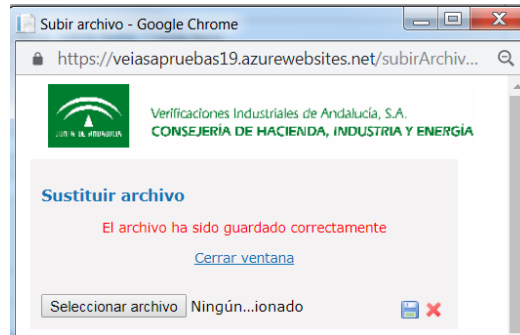 Subir archivo - Google Chrome
https://veiasapruebas19.azurewebsites.net/subirArchiv...
JUNTA DE ANDALUCIA
Verificaciones Industriales de Andalucía, S.A.
CONSEJERÍA DE HACIENDA, INDUSTRIA Y ENERGÍA
Sustituir archivo
El archivo ha sido guardado correctamente
Cerrar ventana
Seleccionar archivo Ningún...ionado